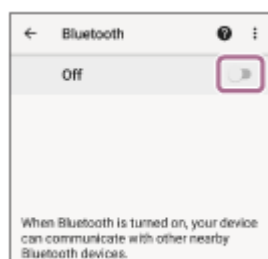 Bluetooth
Off
When Bluetooth is turned on, your device
can communicate with other nearby
Bluetooth devices.